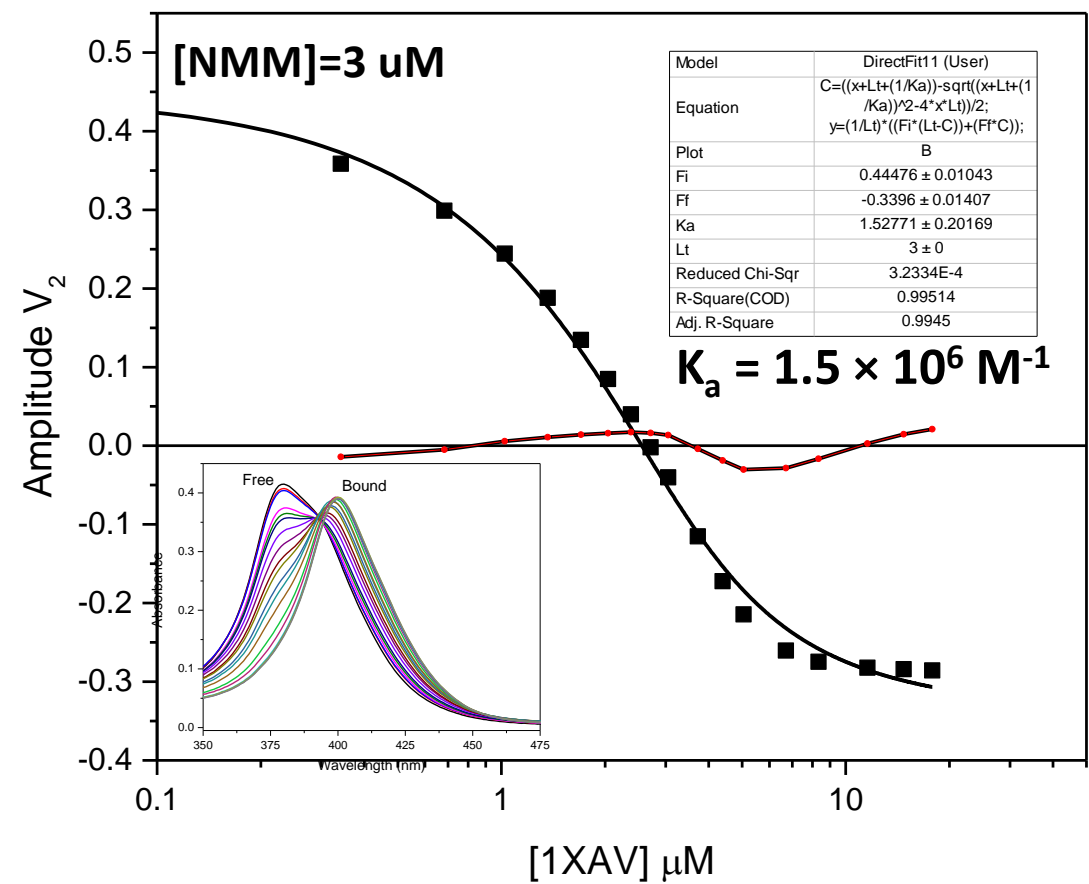 [NMM]=3 uM
Model DirectFit11 (User)
Equation C=((x+Lt+(1/Ka))-sqrt((x+Lt+(1
/Ka))^2-4*x*Lt))/2;
y=(1/Lt)*((Fi*(Lt-C))+(Ff*C));
Plot B
Fi 0.44476 ± 0.01043
Ff -0.3396 ± 0.01407
Ka 1.52771 ± 0.20169
Lt 3 ± 0
Reduced Chi-Sqr 3.2334E-4
R-Square(COD) 0.99514
Adj. R-Square 0.9945
Kₐ = 1.5 × 10⁶ M⁻¹
Amplitude V₂
0.5
0.4
0.3
0.2
0.1
0.0
-0.1
-0.2
-0.3
-0.4
Free Bound
Absorbance
0.4
0.3
0.2
0.1
0.0
350 375 400 425 450 475
Wavelength (nm)
0.1 1 10
[1XAV] µM